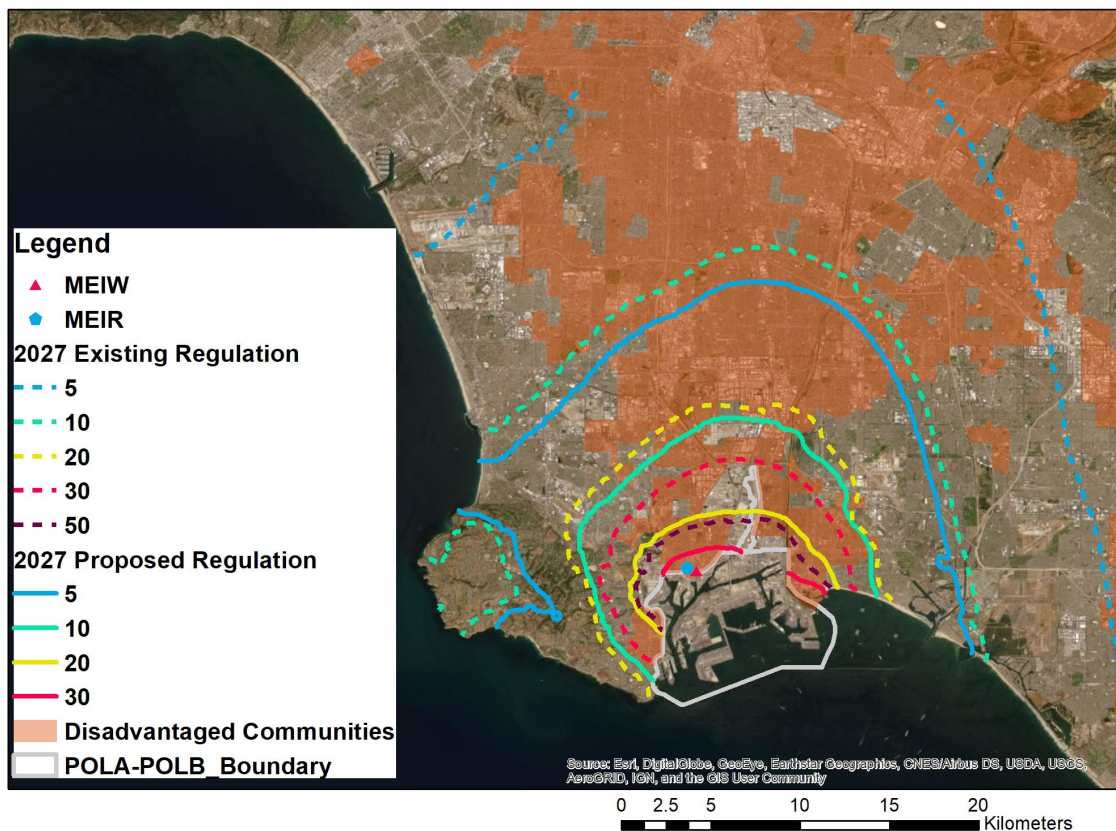 Legend
MEIW
MEIR
2027 Existing Regulation
5
10
20
30
50
2027 Proposed Regulation
5
10
20
30
Disadvantaged Communities
POLA-POLB_Boundary
Source: Esri, DigitalGlobe, GeoEye, Earthstar Geographics, CNES/Airbus DS, USDA, USGS,
AeroGRID, IGN, and the GIS User Community
0 2.5 5 10 15 20
Kilometers